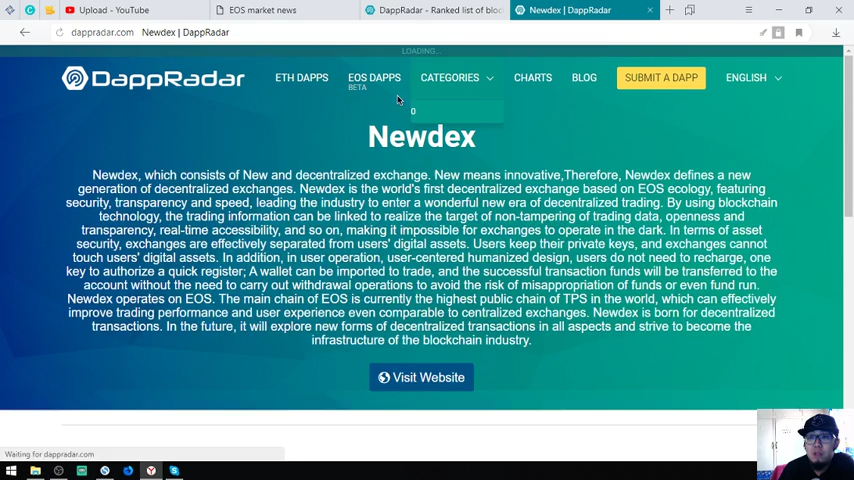 Upload - YouTube
EOS market news
DappRadar - Ranked list of bloc
Newdex | DappRadar
dappradar.com Newdex | DappRadar
LOADING...
DappRadar
ETH DAPPS
EOS DAPPS
BETA
CATEGORIES
CHARTS
BLOG
SUBMIT A DAPP
ENGLISH
0
Newdex
Newdex, which consists of New and decentralized exchange. New means innovative,Therefore, Newdex defines a new
generation of decentralized exchanges. Newdex is the world's first decentralized exchange based on EOS ecology, featuring
security, transparency and speed, leading the industry to enter a wonderful new era of decentralized trading. By using blockchain
technology, the trading information can be linked to realize the target of non-tampering of trading data, openness and
transparency, real-time accessibility, and so on, making it impossible for exchanges to operate in the dark. In terms of asset
security, exchanges are effectively separated from users' digital assets. Users keep their private keys, and exchanges cannot
touch users' digital assets. In addition, in user operation, user-centered humanized design, users do not need to recharge, one
key to authorize a quick register; A wallet can be imported to trade, and the successful transaction funds will be transferred to the
account without the need to carry out withdrawal operations to avoid the risk of misappropriation of funds or even fund run.
Newdex operates on EOS. The main chain of EOS is currently the highest public chain of TPS in the world, which can effectively
improve trading performance and user experience even comparable to centralized exchanges. Newdex is born for decentralized
transactions. In the future, it will explore new forms of decentralized transactions in all aspects and strive to become the
infrastructure of the blockchain industry.
Visit Website
Waiting for dappradar.com